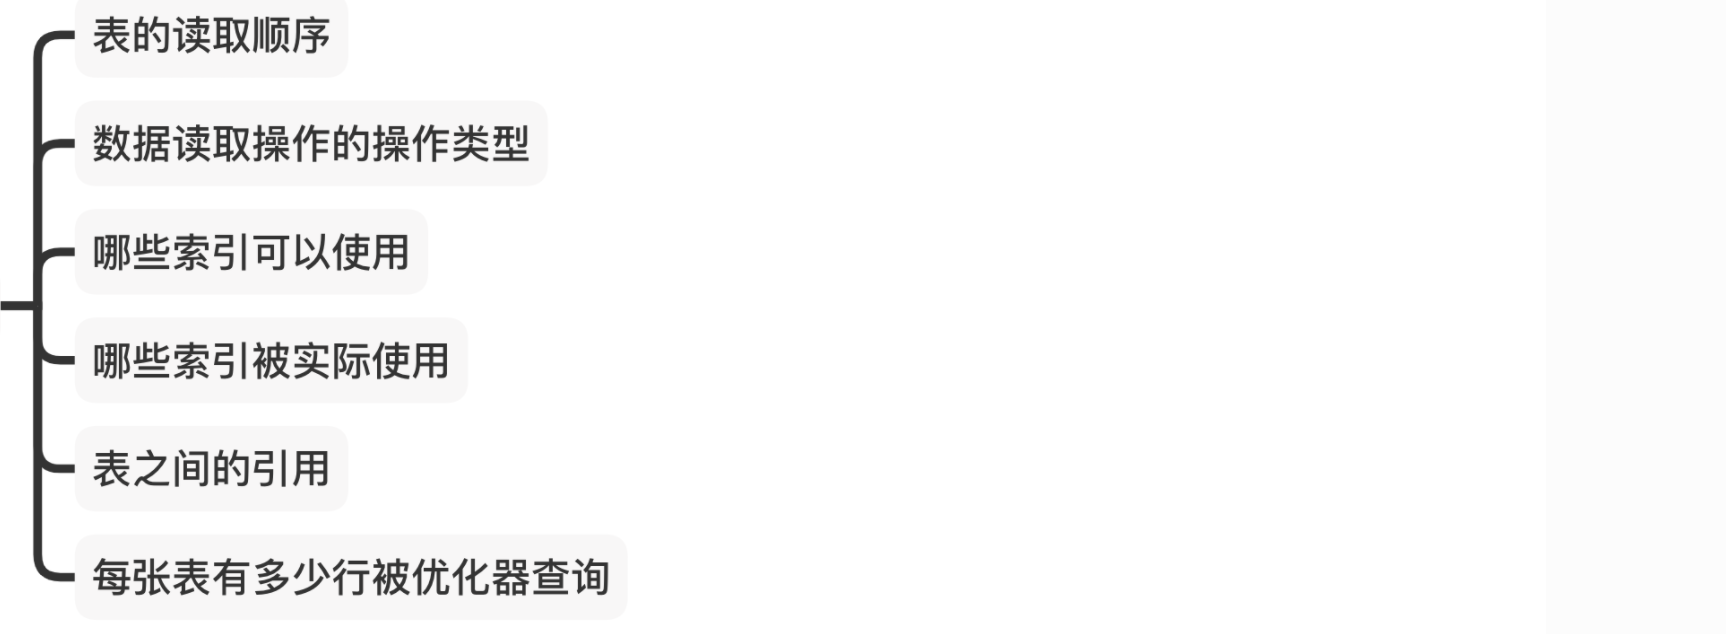 表的读取顺序
数据读取操作的操作类型
哪些索引可以使用
哪些索引被实际使用
表之间的引用
每张表有多少行被优化器查询